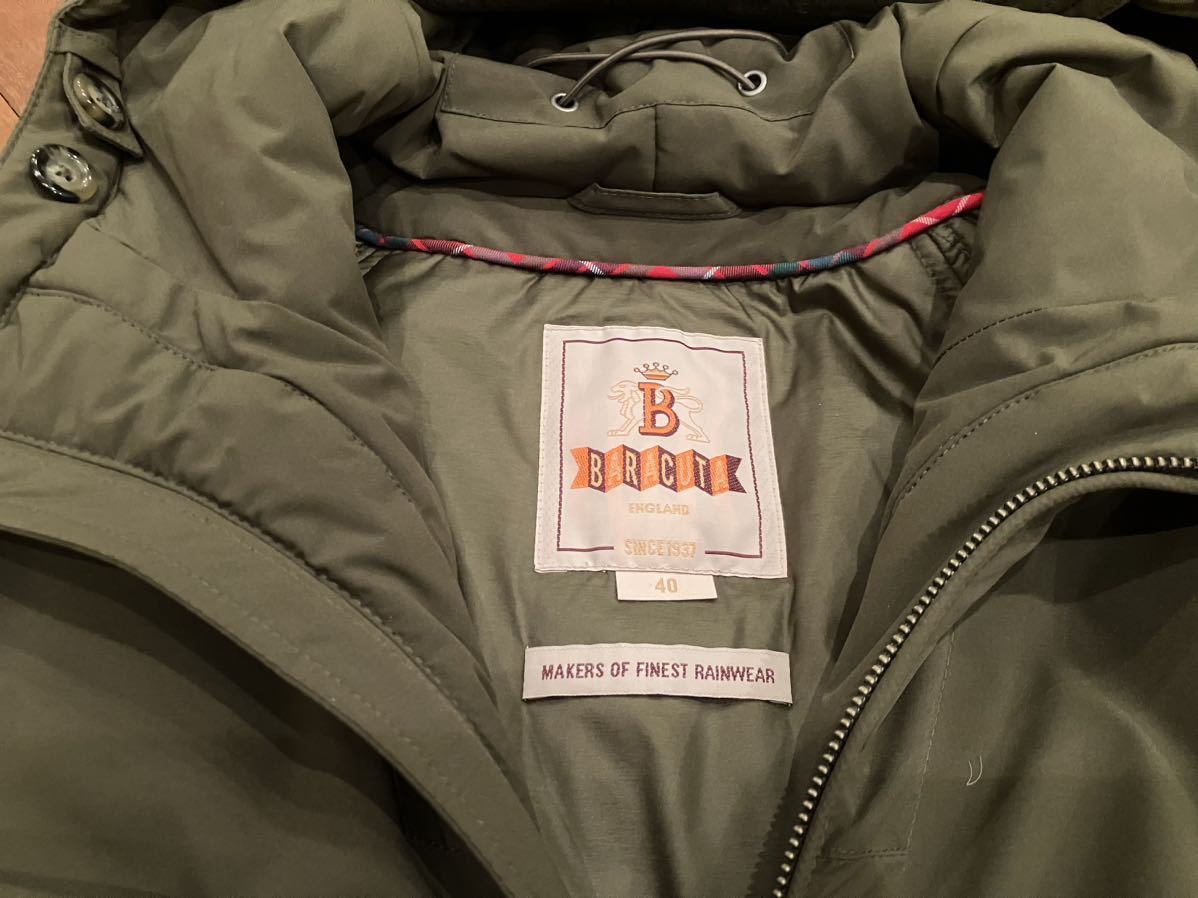 B
BARACUTA
ENGLAND
SINCE 1937
40
MAKERS OF FINEST RAINWEAR